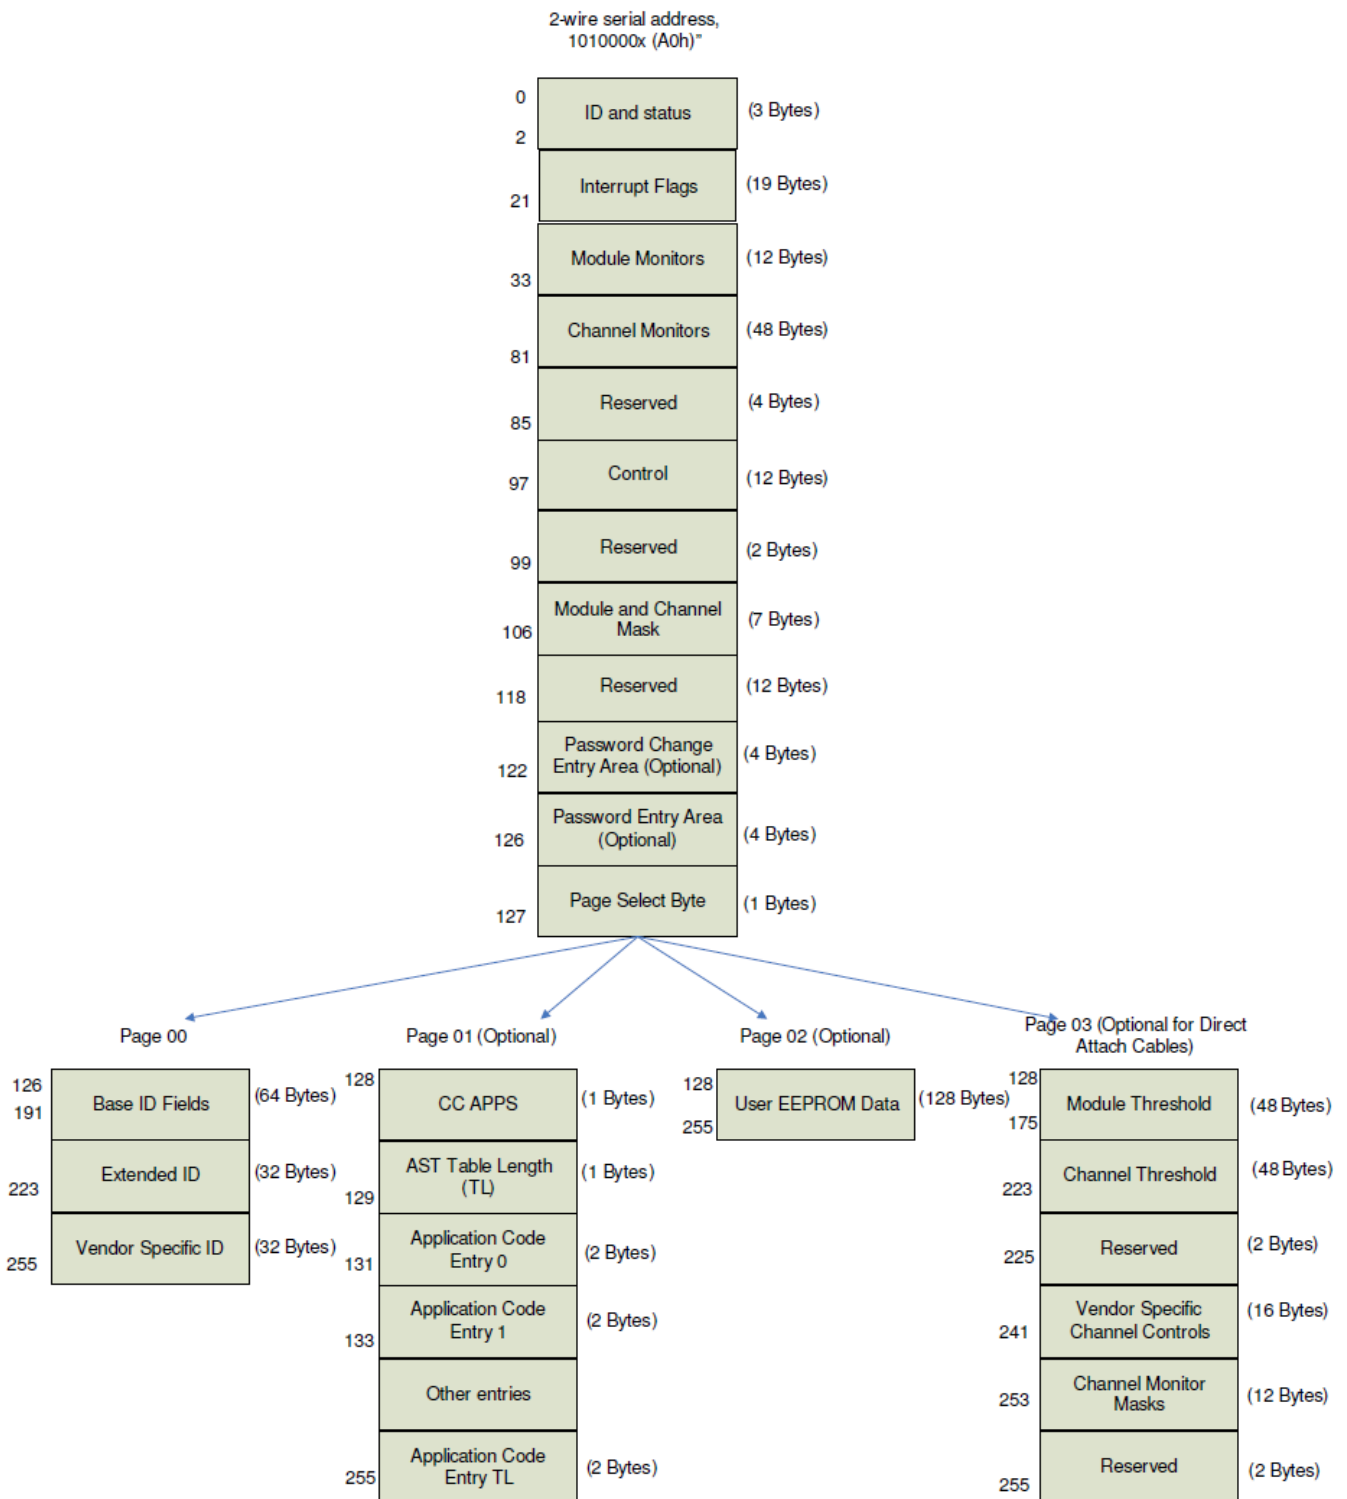 2-wire serial address,
1010000x (A0h)"
0
ID and status
(3 Bytes)
2
Interrupt Flags
(19 Bytes)
21
Module Monitors
(12 Bytes)
33
Channel Monitors
(48 Bytes)
81
Reserved
(4 Bytes)
85
Control
(12 Bytes)
97
Reserved
(2 Bytes)
99
Module and Channel
Mask
(7 Bytes)
106
Reserved
(12 Bytes)
118
Password Change
Entry Area (Optional)
(4 Bytes)
122
Password Entry Area
(Optional)
(4 Bytes)
126
Page Select Byte
(1 Bytes)
127
Page 00
126
191
Base ID Fields
(64 Bytes)
Extended ID
(32 Bytes)
223
Vendor Specific ID
(32 Bytes)
255
Page 01 (Optional)
128
CC APPS
(1 Bytes)
AST Table Length
(TL)
(1 Bytes)
129
Application Code
Entry 0
(2 Bytes)
131
Application Code
Entry 1
(2 Bytes)
133
Other entries
Application Code
Entry TL
(2 Bytes)
255
Page 02 (Optional)
128
User EEPROM Data
(128 Bytes)
255
Page 03 (Optional for Direct
Attach Cables)
128
Module Threshold
(48 Bytes)
175
Channel Threshold
(48 Bytes)
223
Reserved
(2 Bytes)
225
Vendor Specific
Channel Controls
(16 Bytes)
241
Channel Monitor
Masks
(12 Bytes)
253
Reserved
(2 Bytes)
255